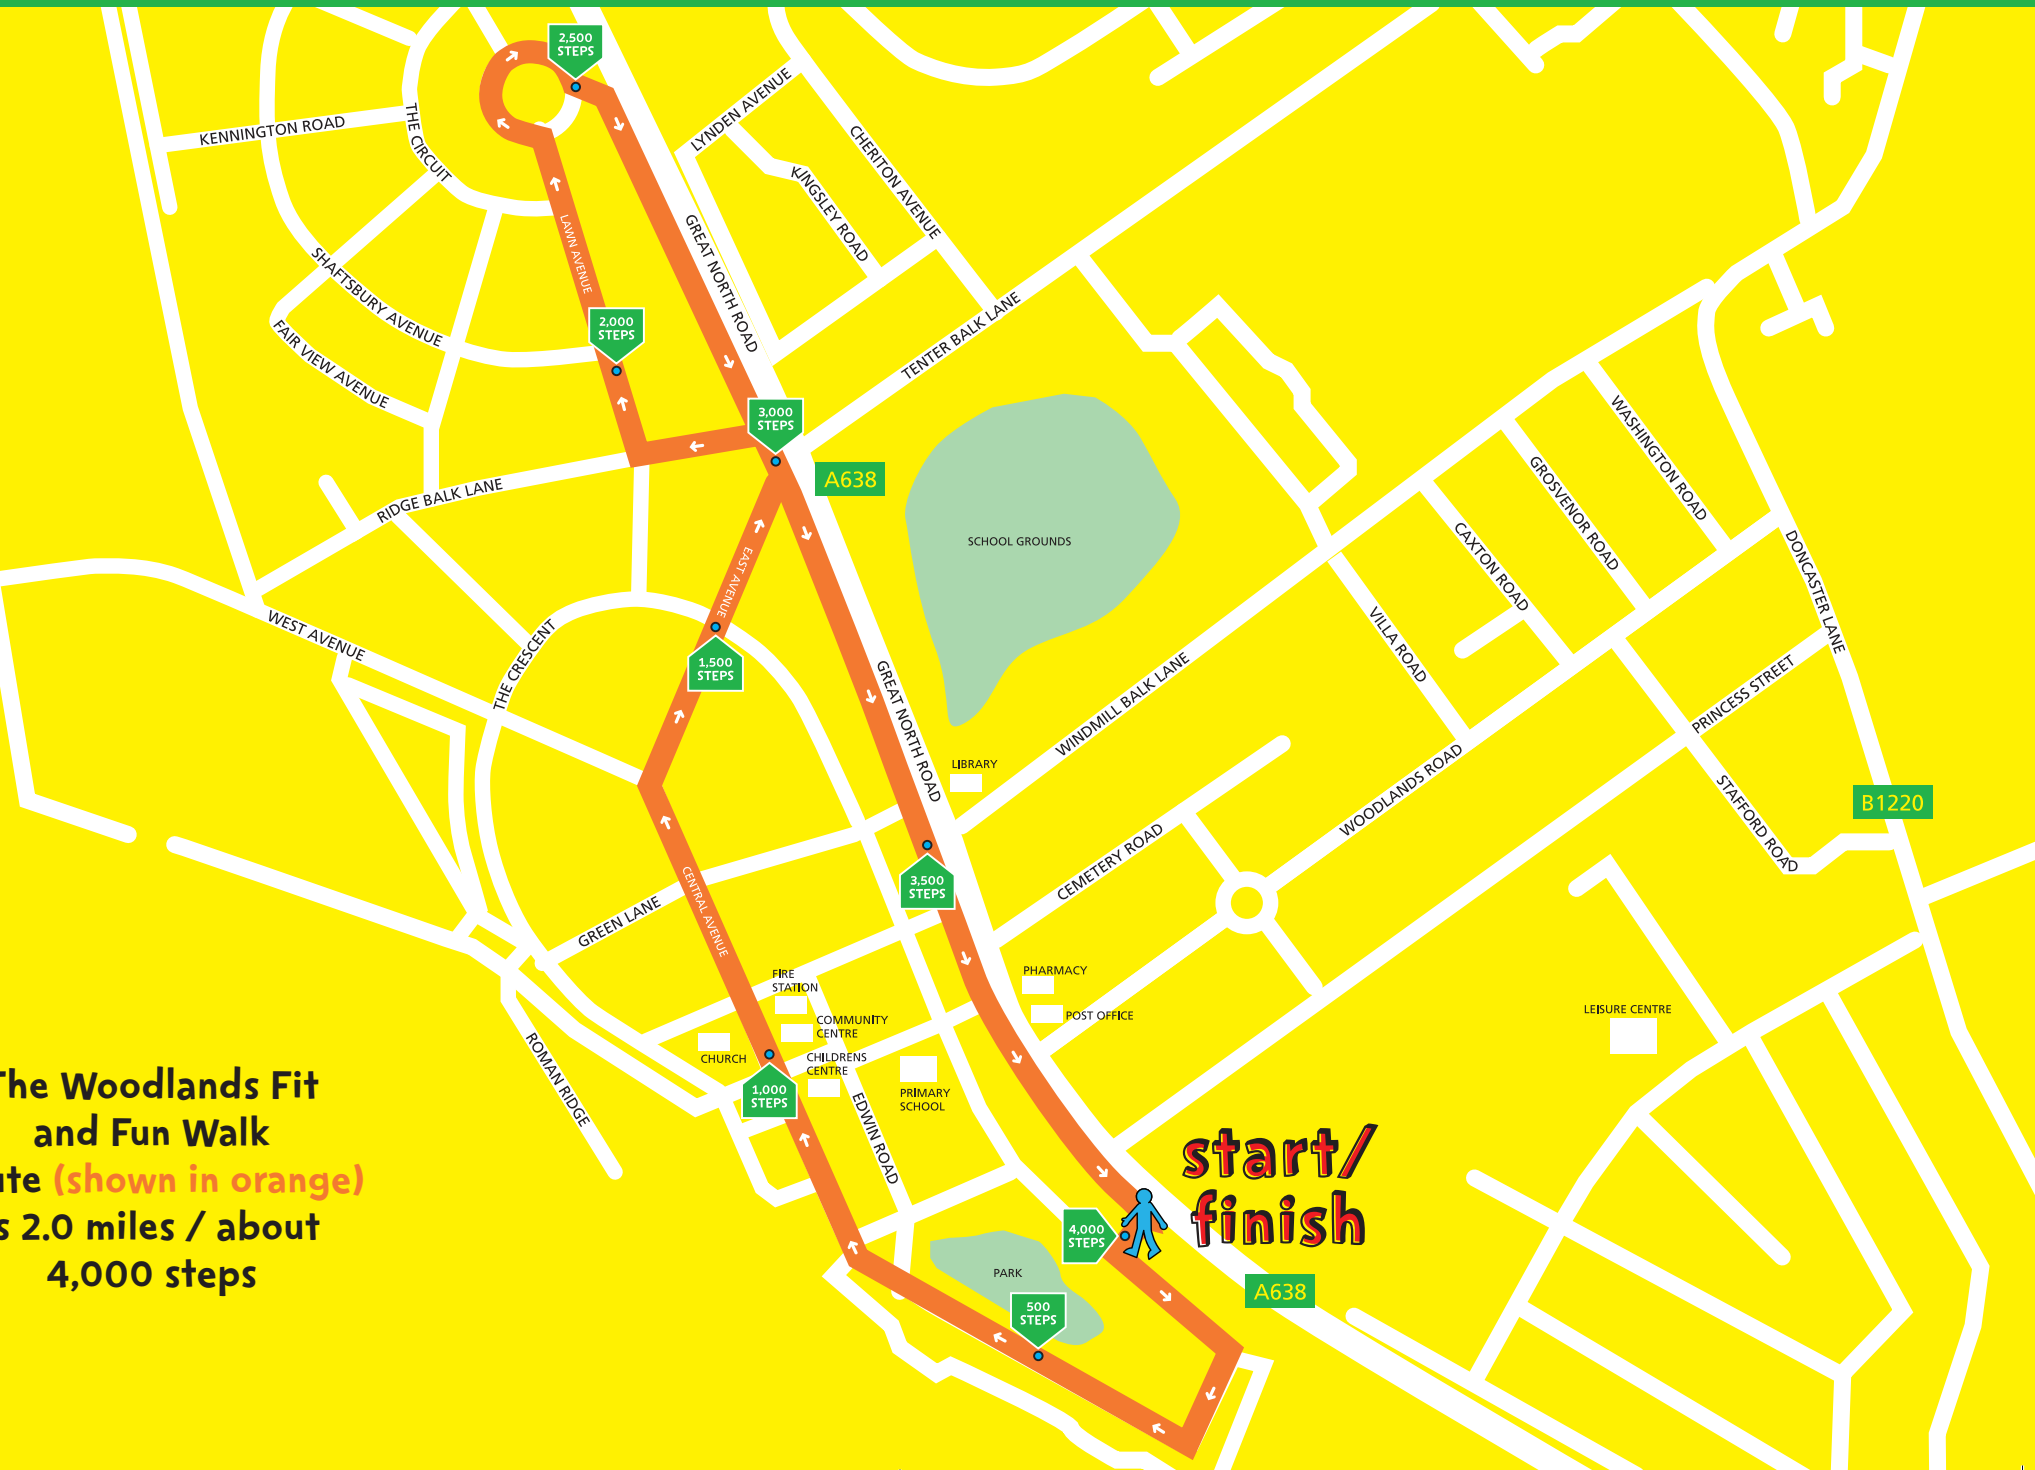 2,500
STEPS
LYNDEN AVENUE
KENNINGTON ROAD
THE CIRCUIT
CHERITON AVENUE
KINGSLEY ROAD
LAWN AVENUE
GREAT NORTH ROAD
SHAFTSBURY AVENUE
FAIR VIEW AVENUE
2,000
STEPS
TENTER BALK LANE
3,000
STEPS
A638
RIDGE BALK LANE
SCHOOL GROUNDS
WASHINGTON ROAD
GROSVENOR ROAD
CAXTON ROAD
DONCASTER LANE
EAST AVENUE
WEST AVENUE
THE CRESCENT
1,500
STEPS
VILLA ROAD
GREAT NORTH ROAD
WINDMILL BALK LANE
PRINCESS STREET
LIBRARY
WOODLANDS ROAD
STAFFORD ROAD
B1220
CEMETERY ROAD
3,500
STEPS
CENTRAL AVENUE
GREEN LANE
FIRE
STATION
PHARMACY
POST OFFICE
COMMUNITY
CENTRE
CHURCH
CHILDRENS
CENTRE
LEISURE CENTRE
1,000
STEPS
PRIMARY
SCHOOL
ROMAN RIDGE
EDWIN ROAD
The Woodlands Fit
and Fun Walk
(shown in orange)
2.0 miles / about
4,000 steps
start/
finish
4,000
STEPS
PARK
A638
500
STEPS